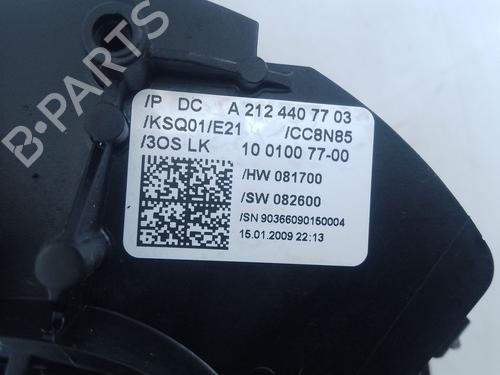 B-PARTS
/P DC A 212 440 77 03
/KSQ01/E21 /CC8N85
/3OS LK 10 0100 77-00
/HW 081700
/SW 082600
/SN 90366090150004
15.01.2009 22:13